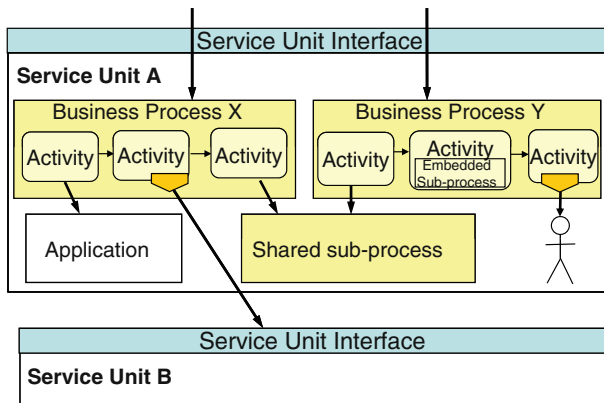 Service Unit Interface
Service Unit A
Business Process X
Business Process Y
Activity
Activity
Activity
Activity
Activity
Embedded
Sub-process
Activity
Application
Shared sub-process
Service Unit Interface
Service Unit B